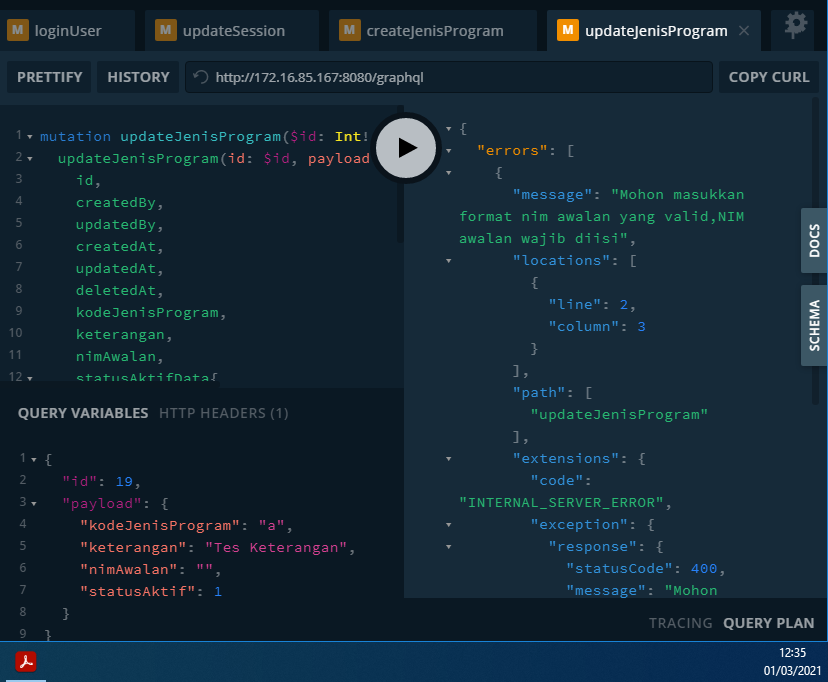 M loginUser
M updateSession
M createJenisProgram
M updateJenisProgram
PRETTIFY
HISTORY
http://172.16.85.167:8080/graphql
COPY CURL
1 mutation updateJenisProgram($id: Int!
2 updateJenisProgram(id: $id, payload
3 id,
4 createdBy,
5 updatedBy,
6 createdAt,
7 updatedAt,
8 deletedAt,
9 kodeJenisProgram,
10 keterangan,
11 nimAwalan,
12 statusAktifData{
QUERY VARIABLES
HTTP HEADERS (1)
1 {
2 "id": 19,
3 "payload": {
4 "kodeJenisProgram": "a",
5 "keterangan": "Tes Keterangan",
6 "nimAwalan": "",
7 "statusAktif": 1
8 }
9 }
{
"errors": [
{
"message": "Mohon masukkan
format nim awalan yang valid,NIM
awalan wajib diisi",
"locations": [
{
"line": 2,
"column": 3
}
],
"path": [
"updateJenisProgram"
],
"extensions": {
"code":
"INTERNAL_SERVER_ERROR",
"exception": {
"response": {
"statusCode": 400,
"message": "Mohon
DOCS
SCHEMA
TRACING
QUERY PLAN
12:35
01/03/2021